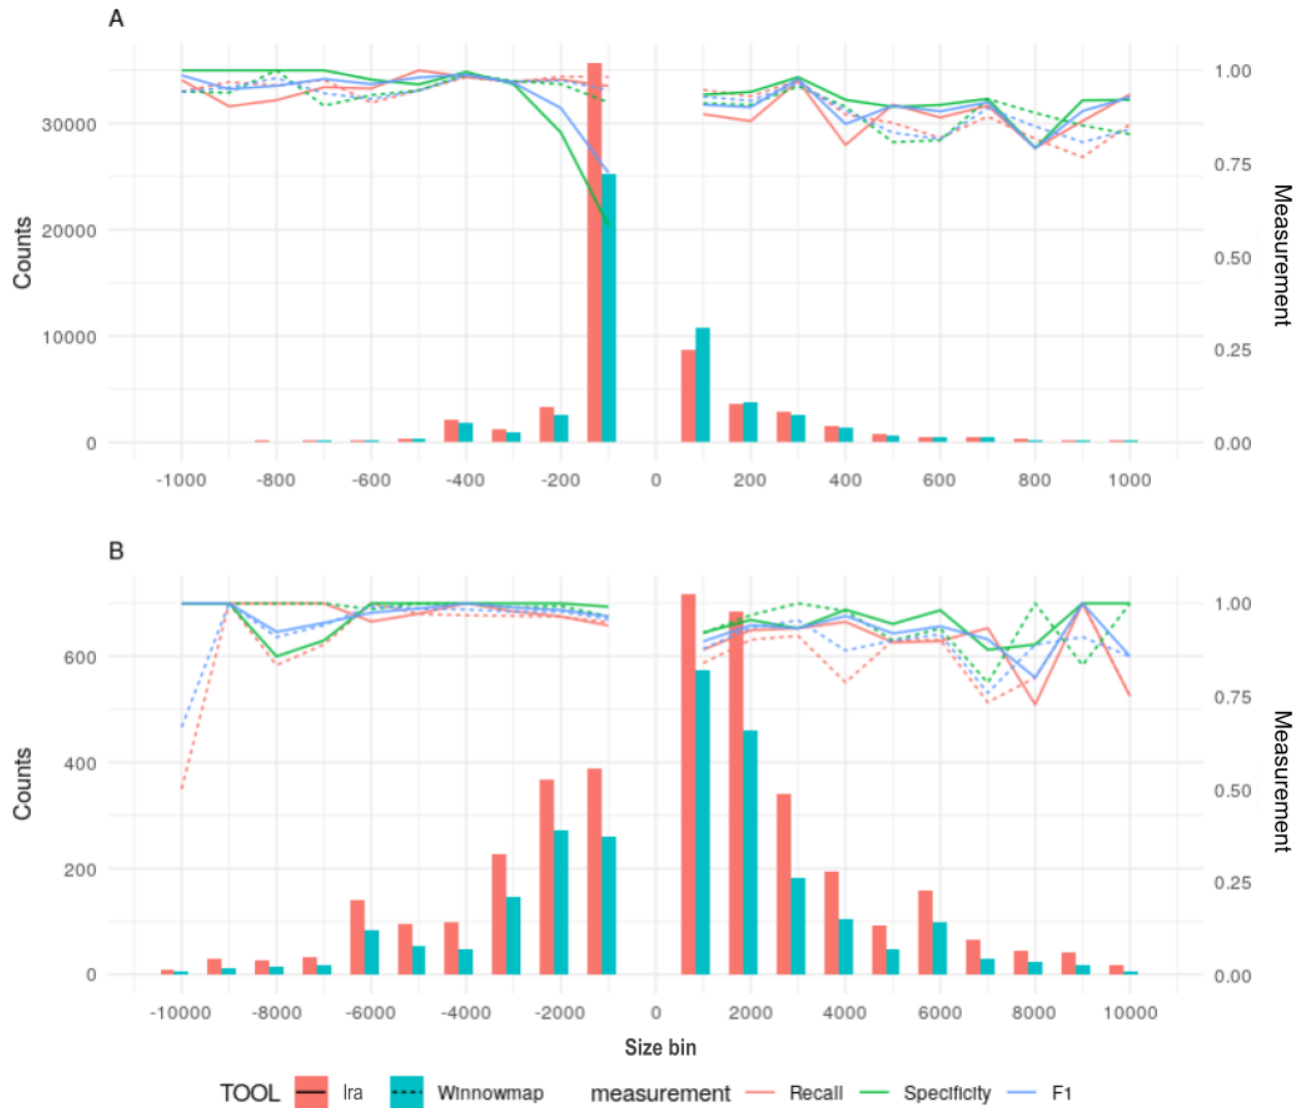 A
Counts
30000
20000
10000
0
1.00
0.75
0.50
0.25
0.00
Measurement
-1000 -800 -600 -400 -200 0 200 400 600 800 1000
B
Counts
600
400
200
0
1.00
0.75
0.50
0.25
0.00
Measurement
-10000 -8000 -6000 -4000 -2000 0 2000 4000 6000 8000 10000
Size bin
TOOL lra Winnowmap measurement Recall Specificity F1